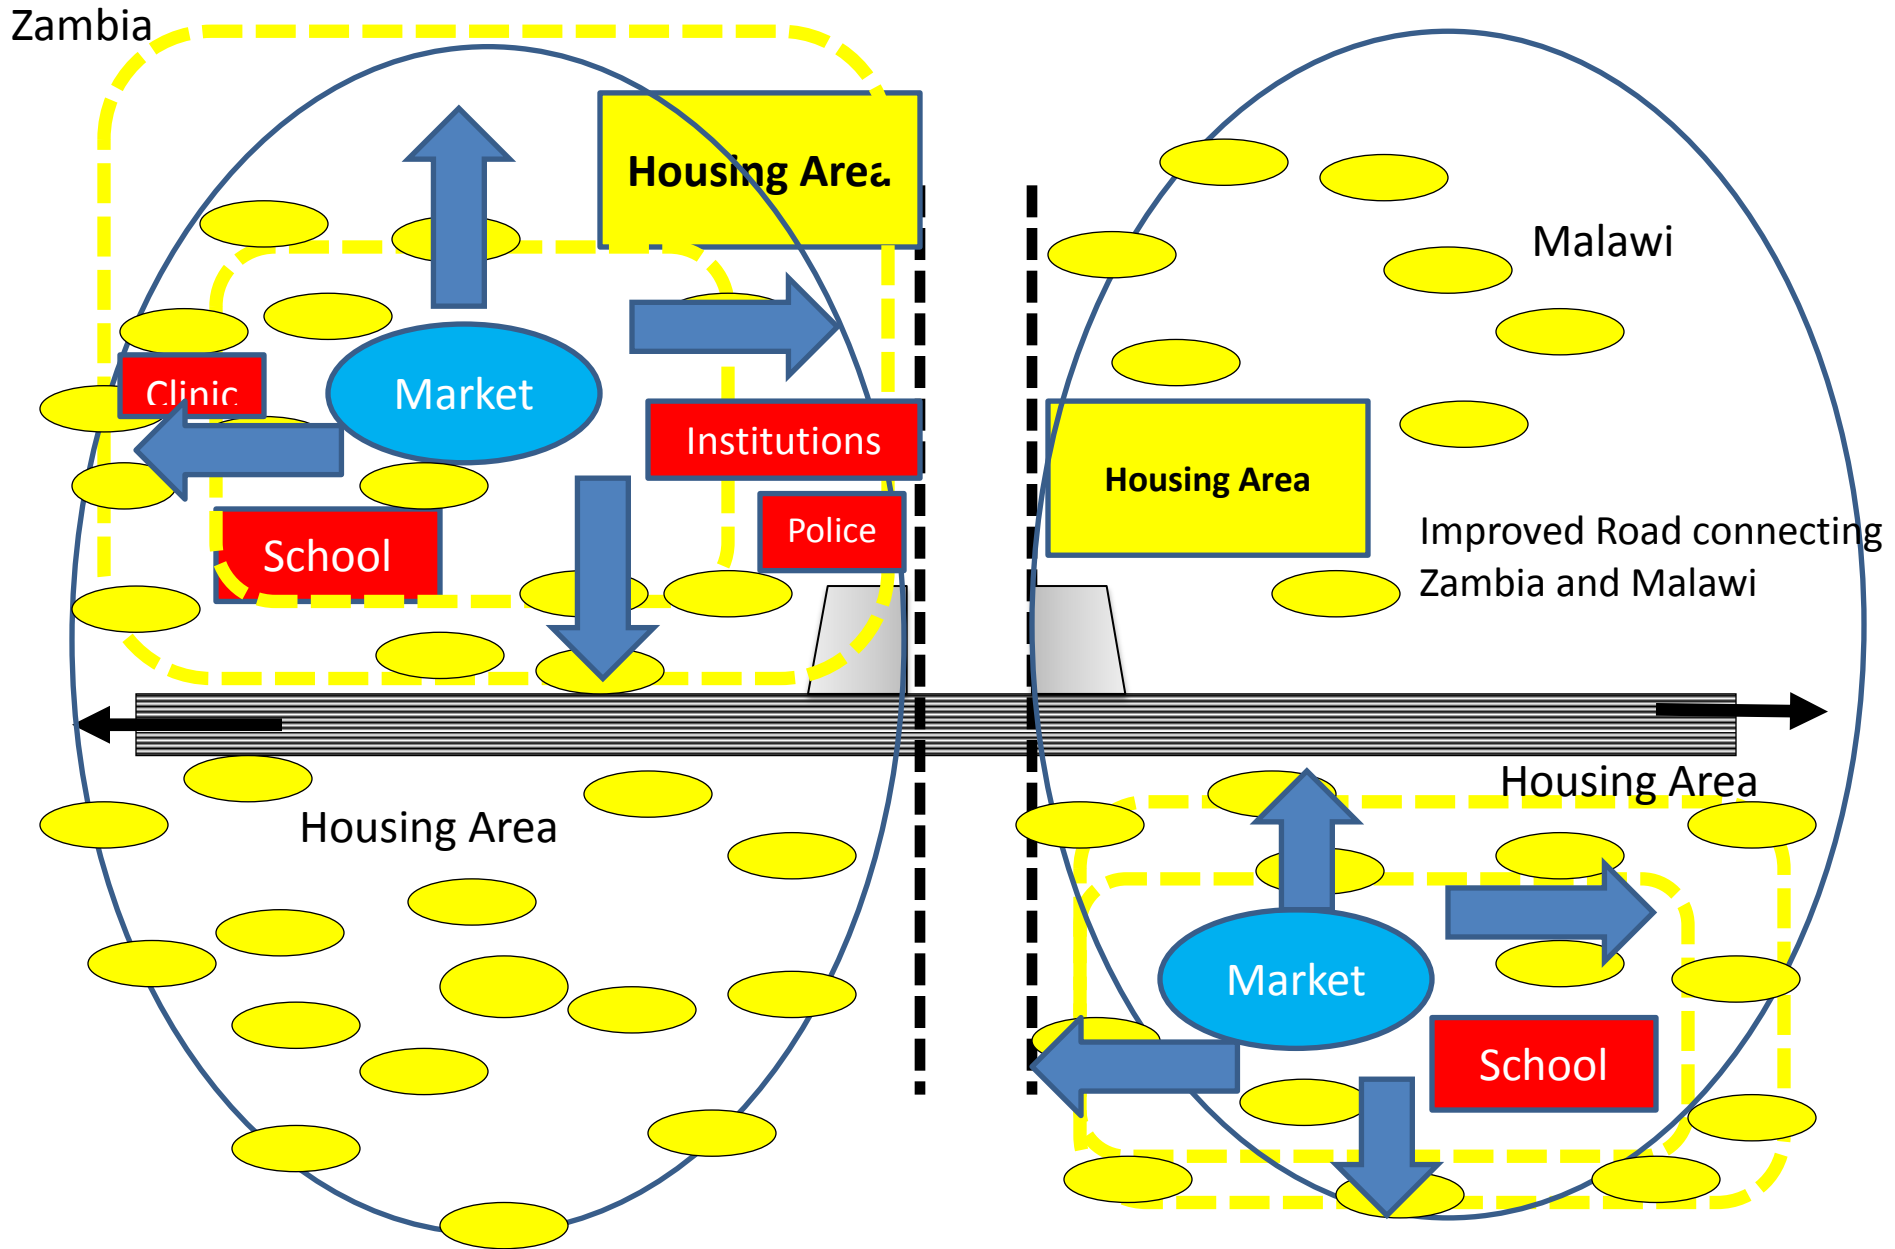 Zambia
Housing Area
Malawi
Clinic
Market
Institutions
Housing Area
Police
School
Improved Road connecting
Zambia and Malawi
Housing Area
Housing Area
Market
School